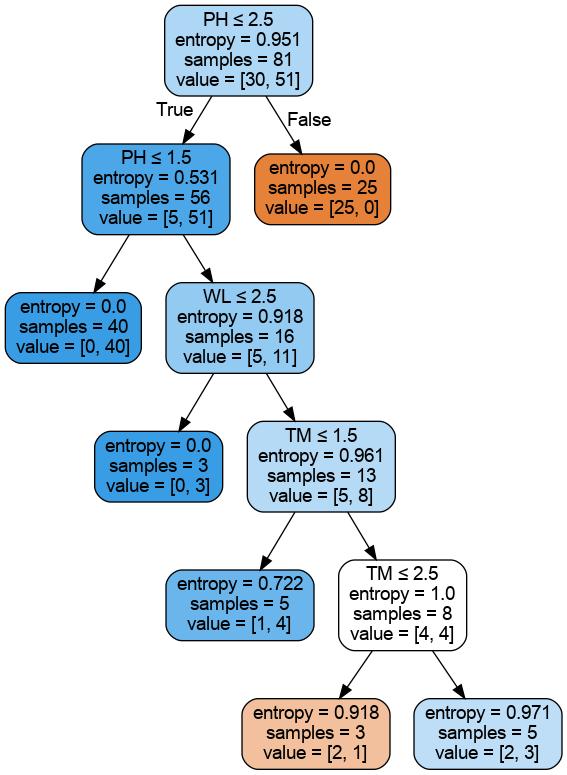 PH ≤ 2.5
entropy = 0.951
samples = 81
value = [30, 51]
True
False
PH ≤ 1.5
entropy = 0.531
samples = 56
value = [5, 51]
entropy = 0.0
samples = 25
value = [25, 0]
entropy = 0.0
samples = 40
value = [0, 40]
WL ≤ 2.5
entropy = 0.918
samples = 16
value = [5, 11]
entropy = 0.0
samples = 3
value = [0, 3]
TM ≤ 1.5
entropy = 0.961
samples = 13
value = [5, 8]
entropy = 0.722
samples = 5
value = [1, 4]
TM ≤ 2.5
entropy = 1.0
samples = 8
value = [4, 4]
entropy = 0.918
samples = 3
value = [2, 1]
entropy = 0.971
samples = 5
value = [2, 3]